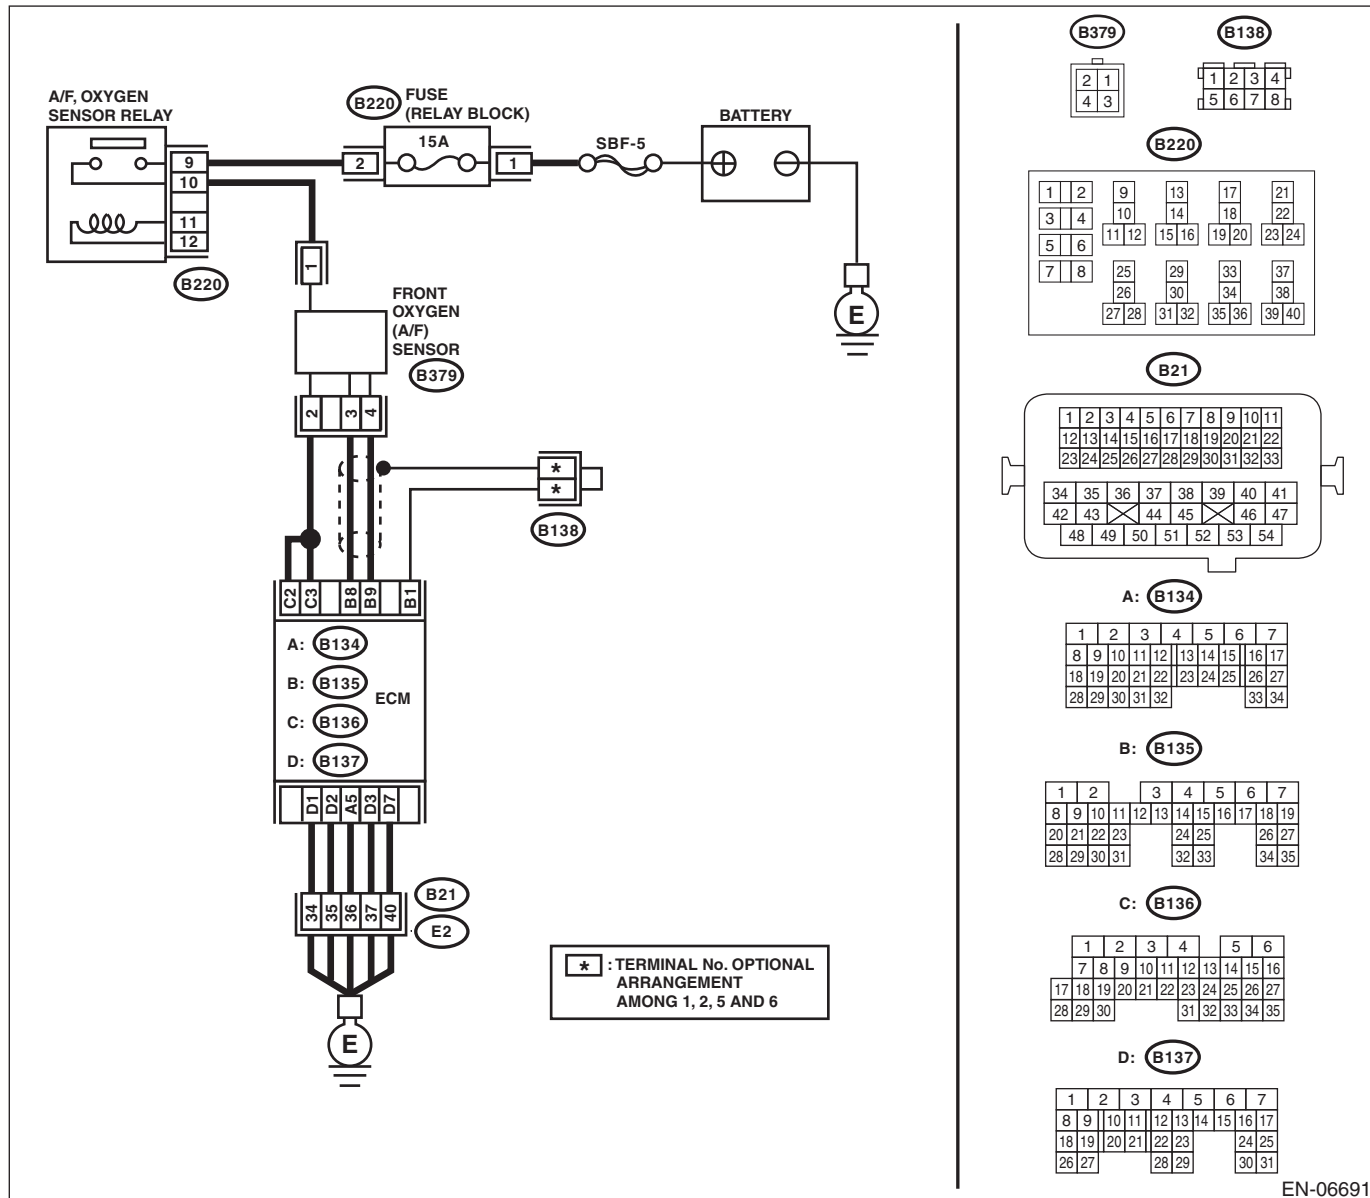 A/F, OXYGEN
SENSOR RELAY
9
10
11
12
B220
B220
FUSE
(RELAY BLOCK)
15A
2
1
SBF-5
BATTERY
E
1
FRONT
OXYGEN
(A/F)
SENSOR
B379
2
3
4
*
*
B138
C2
C3
B8
B9
B1
A: B134
B: B135
C: B136
D: B137
ECM
D1
D2
A5
D3
D7
34
35
36
37
40
B21
E2
E
* : TERMINAL No. OPTIONAL
ARRANGEMENT
AMONG 1, 2, 5 AND 6
B379
2 1
4 3
B138
1 2 3 4
5 6 7 8
B220
1 2 9 13 17 21
3 4 10 14 18 22
11 12 15 16 19 20 23 24
5 6
7 8 25 29 33 37
26 30 34 38
27 28 31 32 35 36 39 40
B21
1 2 3 4 5 6 7 8 9 10 11
12 13 14 15 16 17 18 19 20 21 22
23 24 25 26 27 28 29 30 31 32 33
34 35 36 37 38 39 40 41
42 43 44 45 46 47
48 49 50 51 52 53 54
A: B134
1 2 3 4 5 6 7
8 9 10 11 12 13 14 15 16 17
18 19 20 21 22 23 24 25 26 27
28 29 30 31 32 33 34
B: B135
1 2 3 4 5 6 7
8 9 10 11 12 13 14 15 16 17 18 19
20 21 22 23 24 25 26 27
28 29 30 31 32 33 34 35
C: B136
1 2 3 4 5 6
7 8 9 10 11 12 13 14 15 16
17 18 19 20 21 22 23 24 25 26 27
28 29 30 31 32 33 34 35
D: B137
1 2 3 4 5 6 7
8 9 10 11 12 13 14 15 16 17
18 19 20 21 22 23 24 25
26 27 28 29 30 31
EN-06691